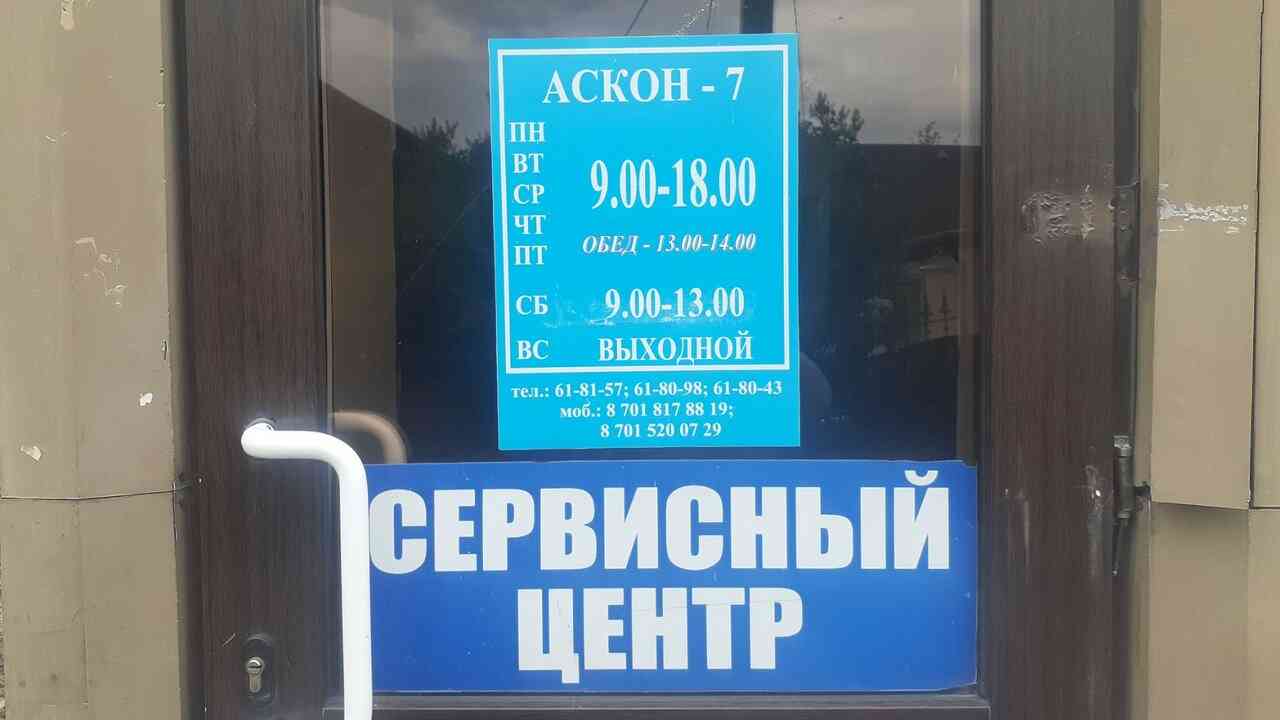 АСКОН - 7
ПН
ВТ
СР
ЧТ
ПТ
9.00-18.00
ОБЕД - 13.00-14.00
СБ 9.00-13.00
ВС ВЫХОДНОЙ
тел.: 61-81-57; 61-80-98; 61-80-43
моб.: 8 701 817 88 19;
8 701 520 07 29
СЕРВИСНЫЙ
ЦЕНТР